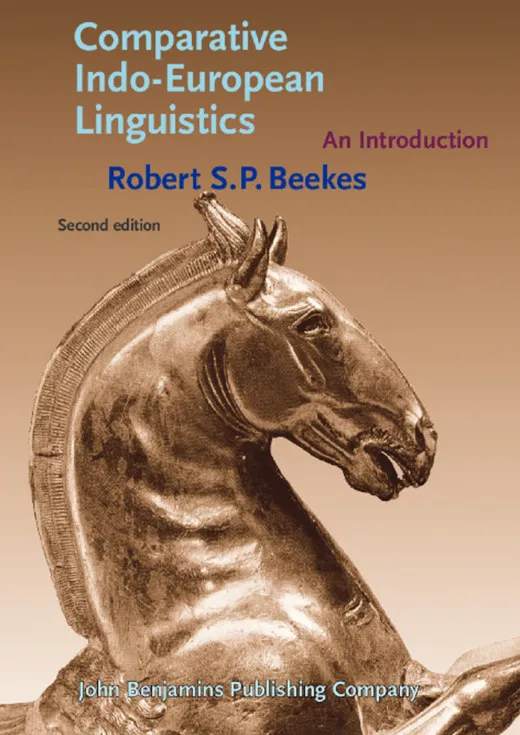 Comparative
Indo-European
Linguistics
An Introduction
Robert S.P. Beekes
Second edition
John Benjamins Publishing Company